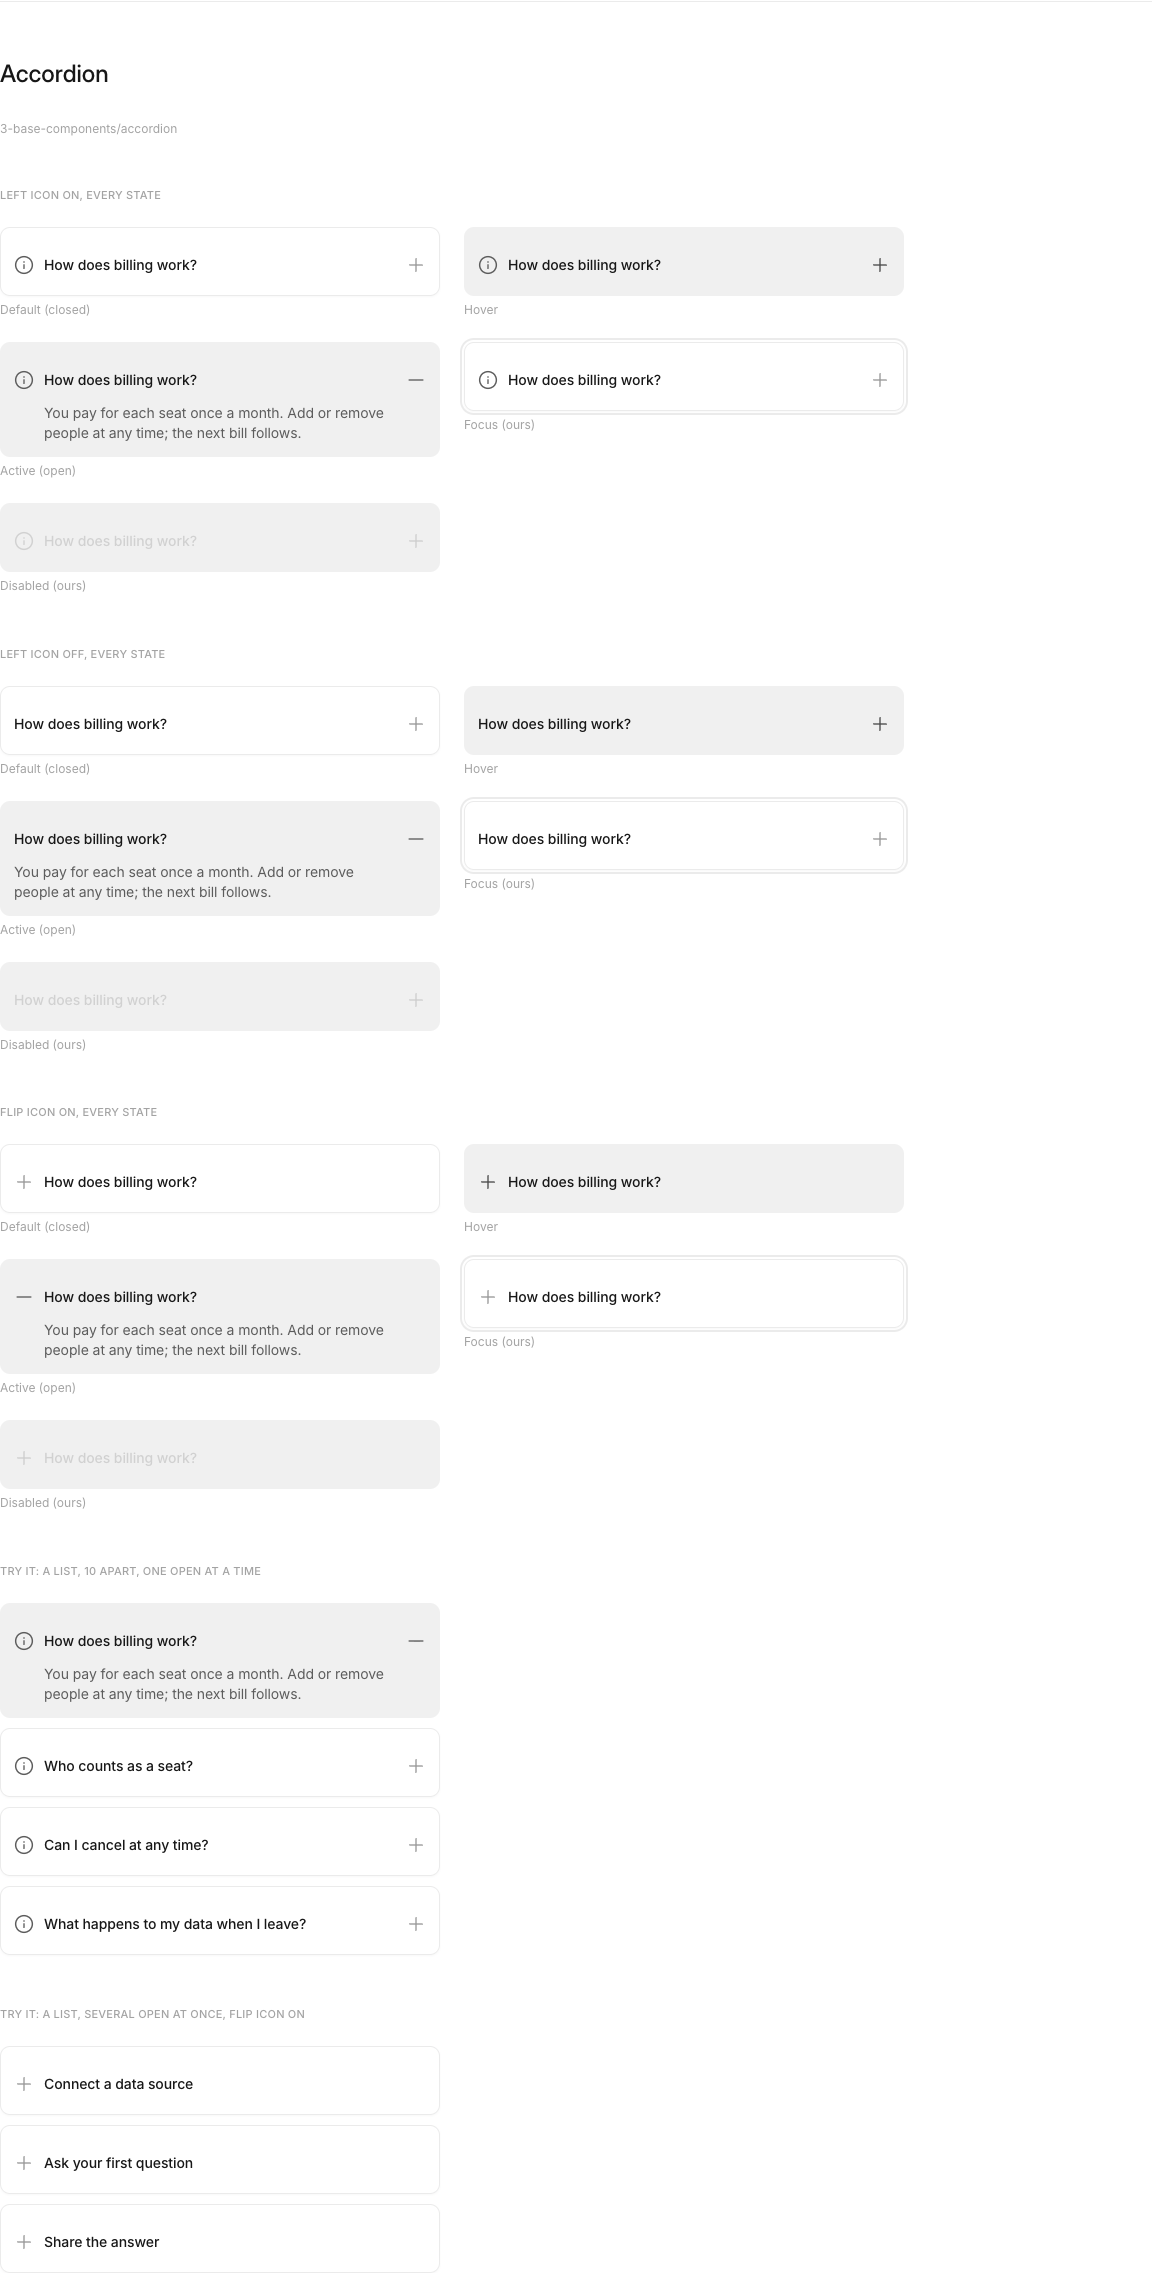 Accordion
3-base-components/accordion
LEFT ICON ON, EVERY STATE
How does billing work?
How does billing work?
Default (closed)
Hover
How does billing work?
You pay for each seat once a month. Add or remove
people at any time; the next bill follows.
How does billing work?
Active (open)
Focus (ours)
How does billing work?
Disabled (ours)
LEFT ICON OFF, EVERY STATE
How does billing work?
How does billing work?
Default (closed)
Hover
How does billing work?
You pay for each seat once a month. Add or remove
people at any time; the next bill follows.
How does billing work?
Active (open)
Focus (ours)
How does billing work?
Disabled (ours)
FLIP ICON ON, EVERY STATE
How does billing work?
How does billing work?
Default (closed)
Hover
How does billing work?
You pay for each seat once a month. Add or remove
people at any time; the next bill follows.
How does billing work?
Active (open)
Focus (ours)
How does billing work?
Disabled (ours)
TRY IT: A LIST, 10 APART, ONE OPEN AT A TIME
How does billing work?
You pay for each seat once a month. Add or remove
people at any time; the next bill follows.
Who counts as a seat?
Can I cancel at any time?
What happens to my data when I leave?
TRY IT: A LIST, SEVERAL OPEN AT ONCE, FLIP ICON ON
Connect a data source
Ask your first question
Share the answer